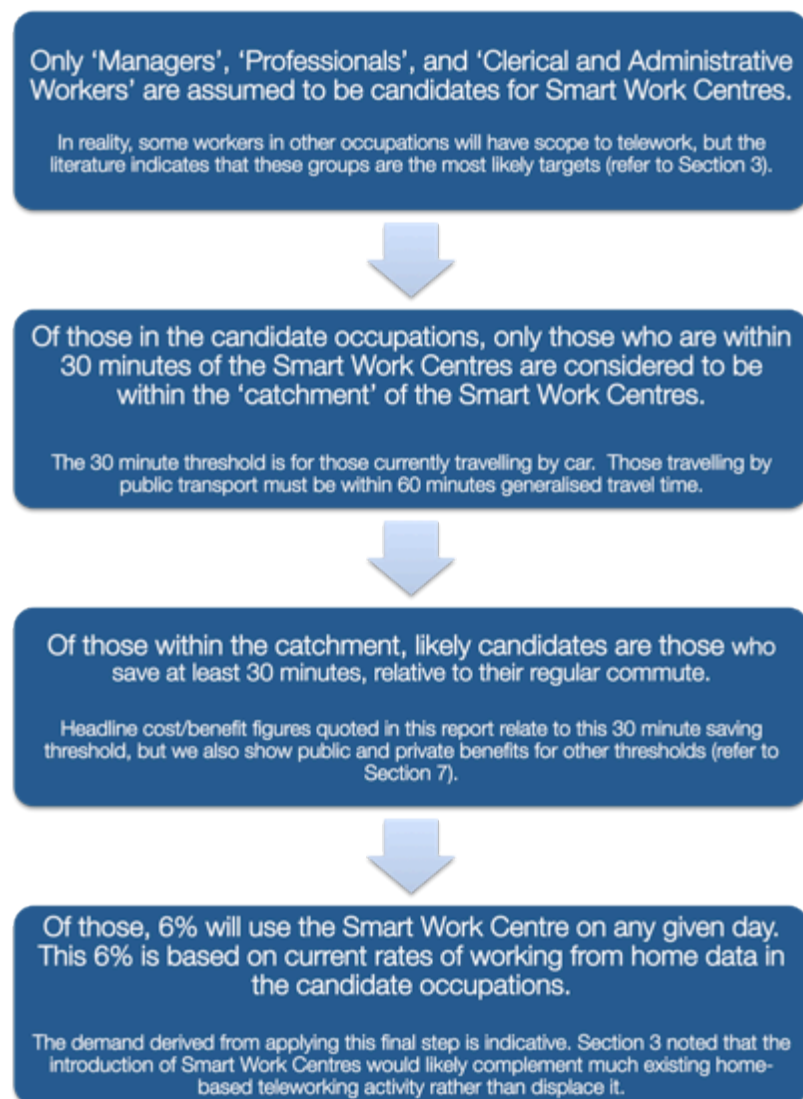 Only ‘Managers’, ‘Professionals’, and ‘Clerical and Administrative
Workers’ are assumed to be candidates for Smart Work Centres.
In reality, some workers in other occupations will have scope to telework, but the
literature indicates that these groups are the most likely targets (refer to Section 3).
Of those in the candidate occupations, only those who are within
30 minutes of the Smart Work Centres are considered to be
within the ‘catchment’ of the Smart Work Centres.
The 30 minute threshold is for those currently travelling by car. Those travelling by
public transport must be within 60 minutes generalised travel time.
Of those within the catchment, likely candidates are those who
save at least 30 minutes, relative to their regular commute.
Headline cost/benefit figures quoted in this report relate to this 30 minute saving
threshold, but we also show public and private benefits for other thresholds (refer to
Section 7).
Of those, 6% will use the Smart Work Centre on any given day.
This 6% is based on current rates of working from home data in
the candidate occupations.
The demand derived from applying this final step is indicative. Section 3 noted that the
introduction of Smart Work Centres would likely complement much existing home-
based teleworking activity rather than displace it.